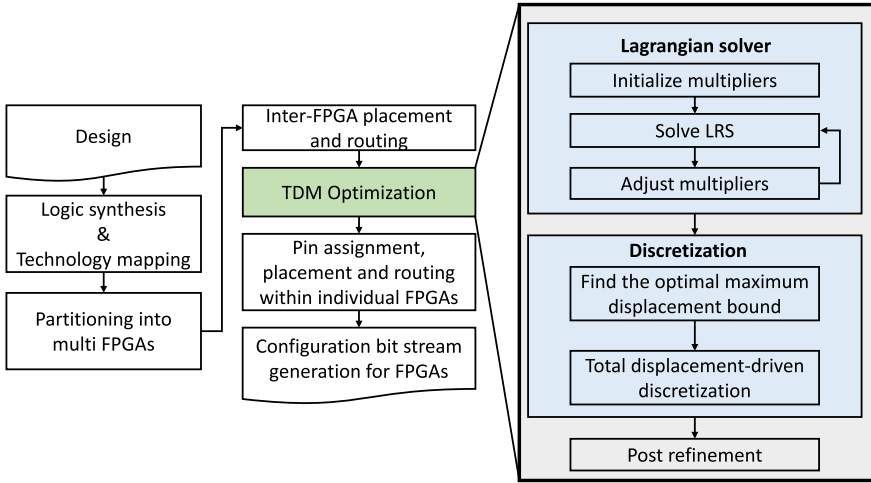 Design
Logic synthesis
&
Technology mapping
Partitioning into
multi FPGAs
Inter-FPGA placement
and routing
TDM Optimization
Pin assignment,
placement and routing
within individual FPGAs
Configuration bit stream
generation for FPGAs
Lagrangian solver
Initialize multipliers
Solve LRS
Adjust multipliers
Discretization
Find the optimal maximum
displacement bound
Total displacement-driven
discretization
Post refinement